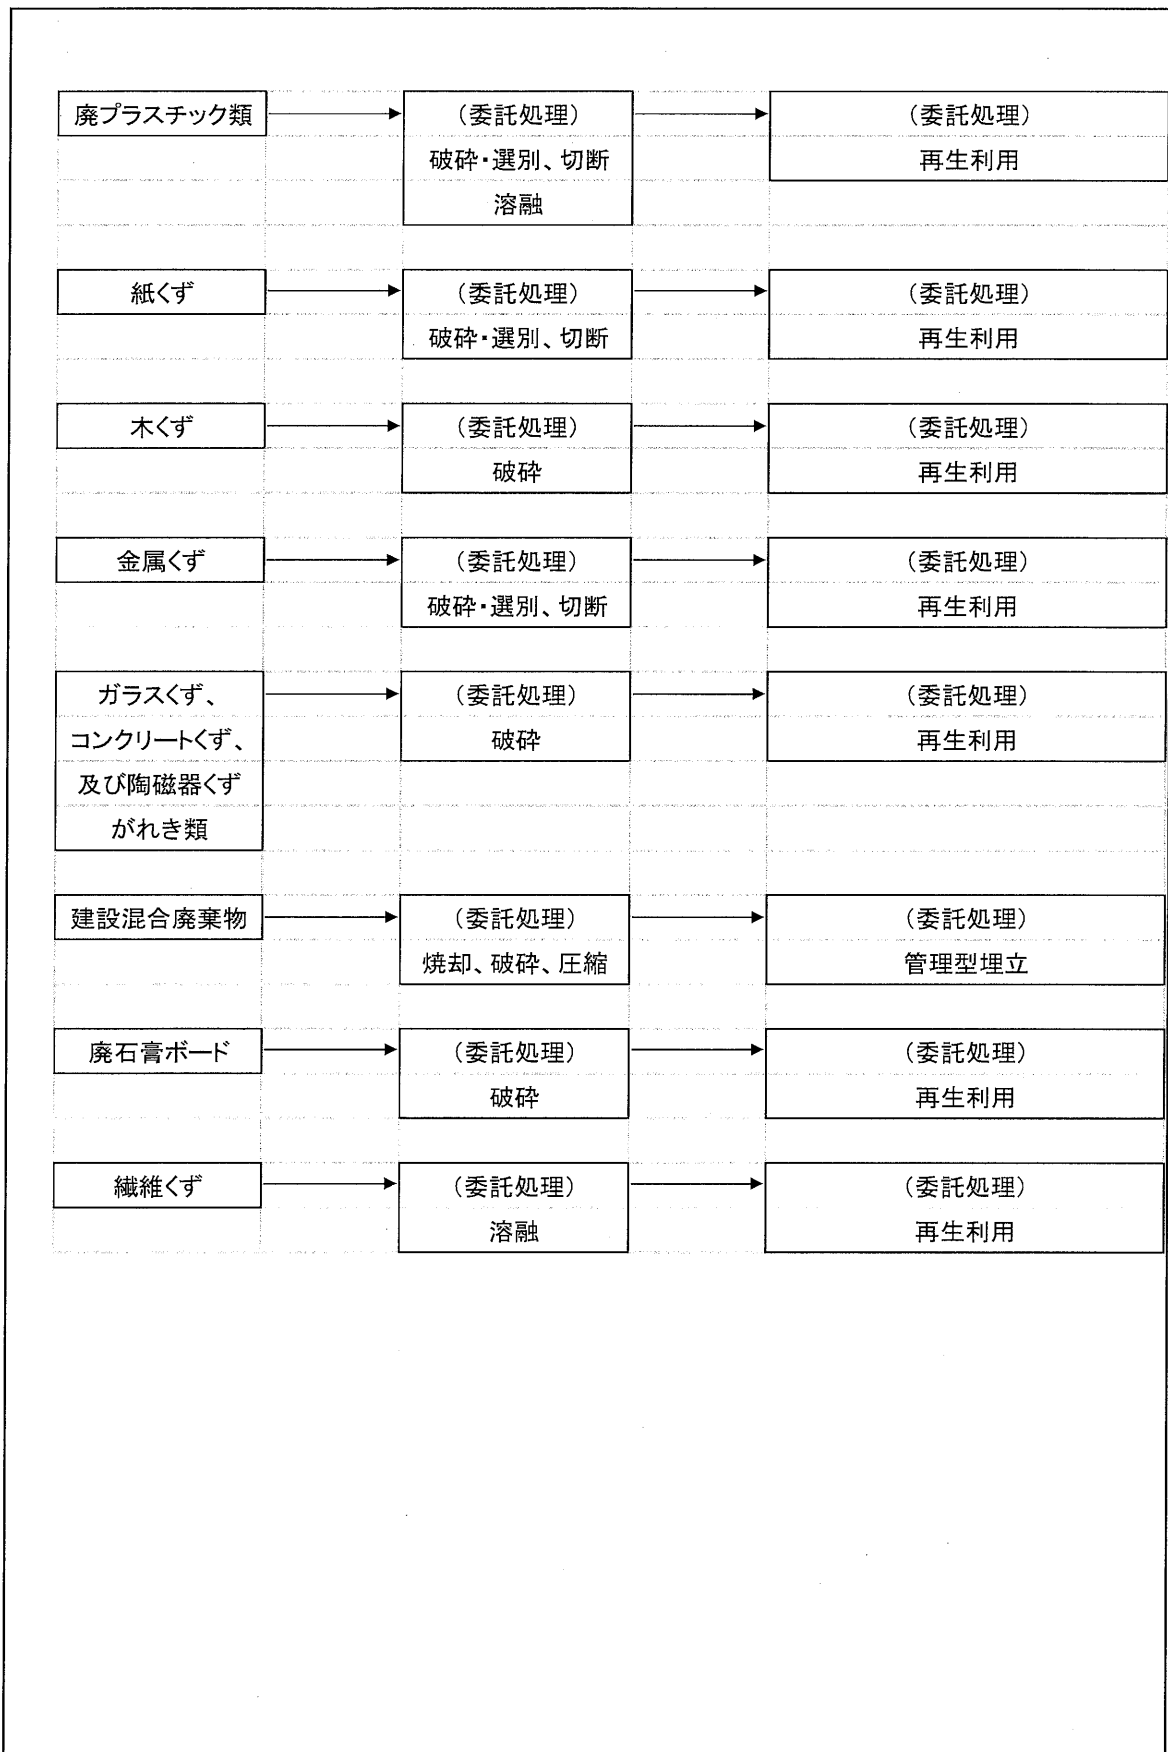 廃プラスチック類
(委託処理)
破砕・選別、切断
溶融
(委託処理)
再生利用
紙くず
(委託処理)
破砕・選別、切断
(委託処理)
再生利用
木くず
(委託処理)
破砕
(委託処理)
再生利用
金属くず
(委託処理)
破砕・選別、切断
(委託処理)
再生利用
ガラスくず、
コンクリートくず、
及び陶磁器くず
がれき類
(委託処理)
破砕
(委託処理)
再生利用
建設混合廃棄物
(委託処理)
焼却、破砕、圧縮
(委託処理)
管理型埋立
廃石膏ボード
(委託処理)
破砕
(委託処理)
再生利用
繊維くず
(委託処理)
溶融
(委託処理)
再生利用